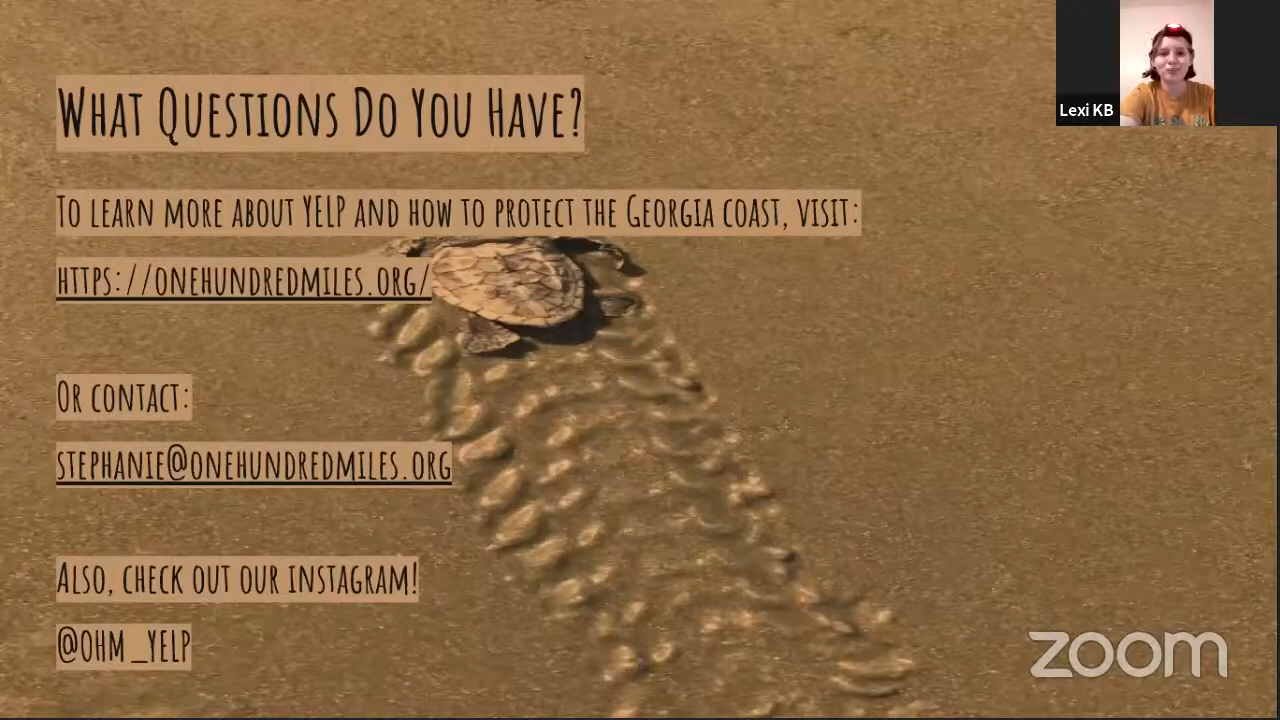 What Questions Do You Have?
To learn more about YELP and how to protect the Georgia coast, visit:
https://onehundredmiles.org/
Or contact:
stephanie@onehundredmiles.org
Also, check out our instagram!
@OHM_YELP
Lexi KB
zoom